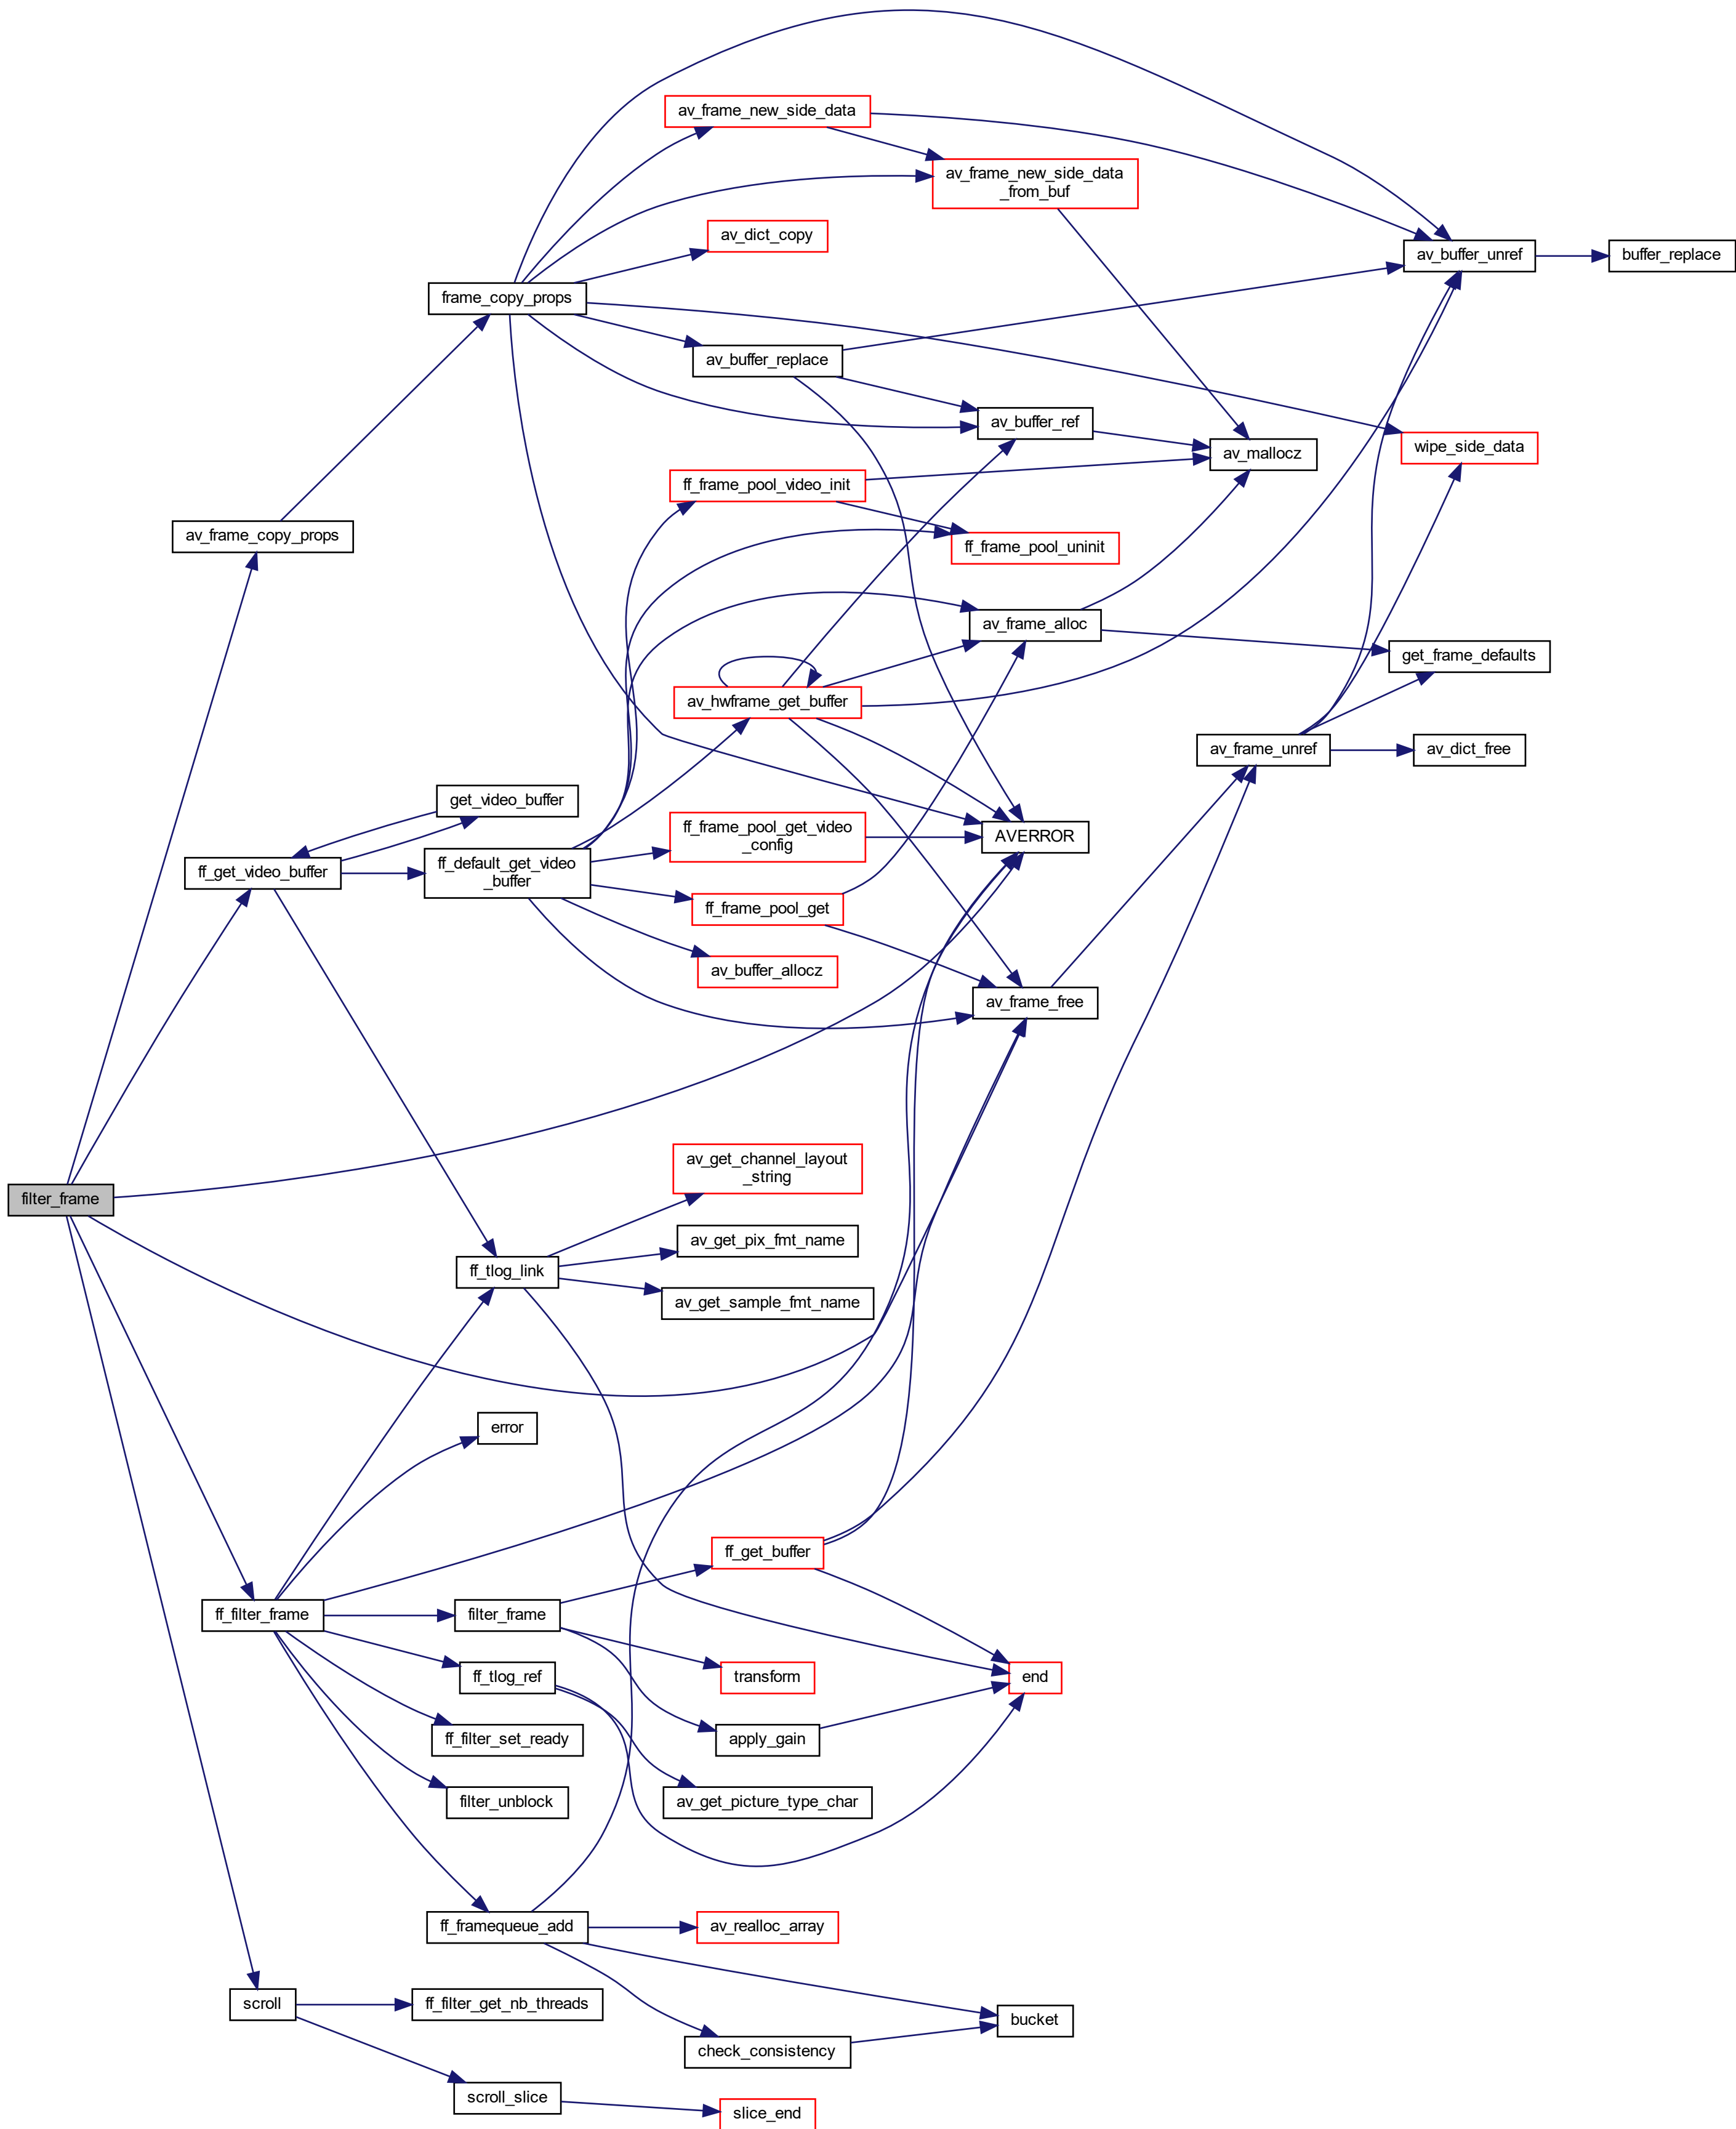 av_frame_new_side_data
av_frame_new_side_data
_from_buf
av_dict_copy
av_buffer_unref
buffer_replace
frame_copy_props
av_buffer_replace
av_buffer_ref
wipe_side_data
av_mallocz
ff_frame_pool_video_init
av_frame_copy_props
ff_frame_pool_uninit
av_frame_alloc
get_frame_defaults
av_hwframe_get_buffer
av_frame_unref
av_dict_free
get_video_buffer
ff_frame_pool_get_video
_config
AVERROR
ff_get_video_buffer
ff_default_get_video
_buffer
ff_frame_pool_get
av_buffer_allocz
av_frame_free
av_get_channel_layout
_string
filter_frame
av_get_pix_fmt_name
ff_tlog_link
av_get_sample_fmt_name
error
ff_get_buffer
ff_filter_frame
filter_frame
ff_tlog_ref
transform
end
ff_filter_set_ready
apply_gain
filter_unblock
av_get_picture_type_char
ff_framequeue_add
av_realloc_array
scroll
ff_filter_get_nb_threads
bucket
check_consistency
scroll_slice
slice_end